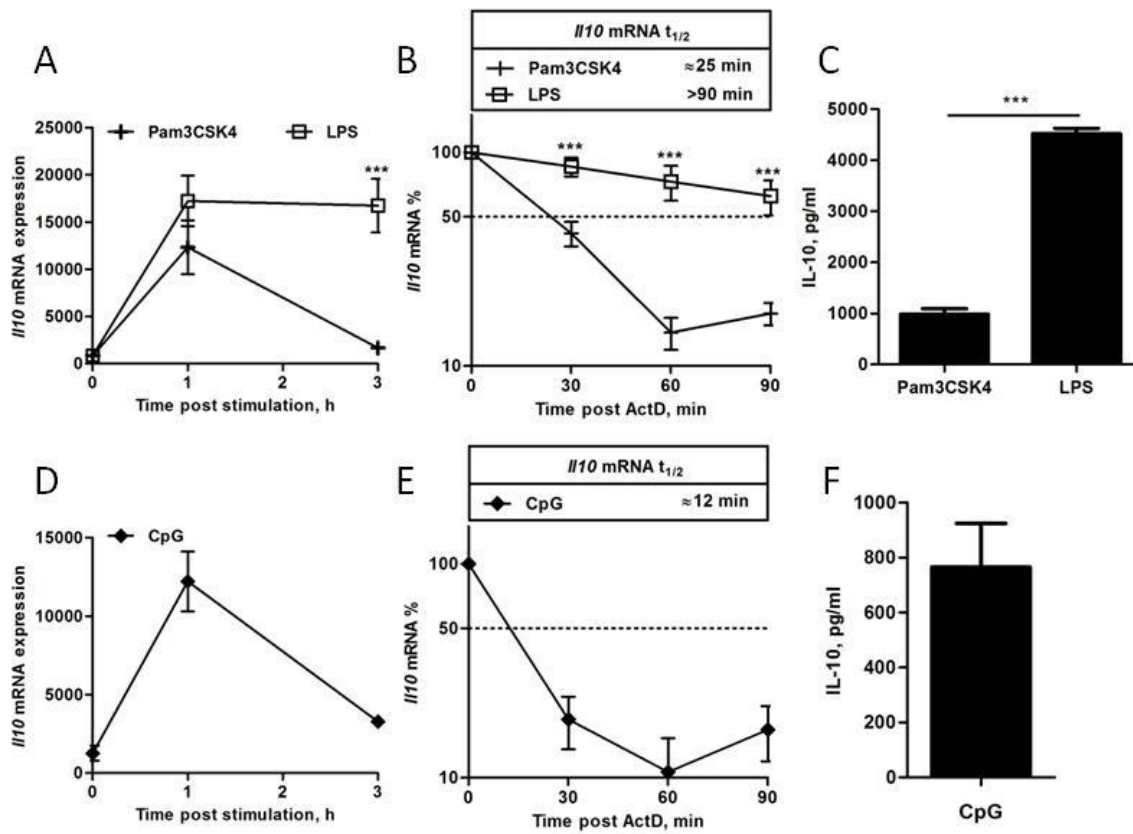 A
Pam3CSK4 LPS
Il10 mRNA expression
25000
20000
15000
10000
5000
0
***
0 1 2 3
Time post stimulation, h
B
Il10 mRNA t1/2
Pam3CSK4 ≈25 min
LPS >90 min
Il10 mRNA %
100
50
10
*** *** ***
0 30 60 90
Time post ActD, min
C
***
IL-10, pg/ml
5000
4000
3000
2000
1000
0
Pam3CSK4 LPS
D
CpG
Il10 mRNA expression
15000
10000
5000
0
0 1 2 3
Time post stimulation, h
E
Il10 mRNA t1/2
CpG ≈12 min
Il10 mRNA %
100
50
10
0 30 60 90
Time post ActD, min
F
IL-10, pg/ml
1000
800
600
400
200
0
CpG